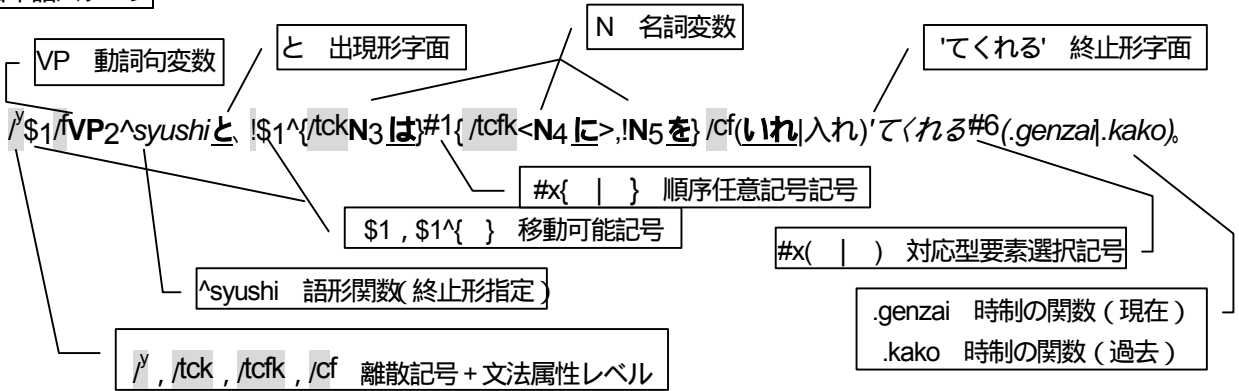 N 名詞変数
と 出現形字面
'てくれる' 終止形字面
VP 動詞句変数
/y$1/fVP2^syushiと、!$1^{/tckN3は}#1{/tcfk<N4に>,!N5を}/cf(いれ|入れ)'てくれる#6(.genzai|.kako)。
#x{ | } 順序任意記号記号
$1 , $1^{ } 移動可能記号
#x( | ) 対応型要素選択記号
^syushi 語形関数(終止形指定)
.genzai 時制の関数(現在)
.kako 時制の関数(過去)
/y , /tck , /tcfk , /cf 離散記号+文法属性レベル